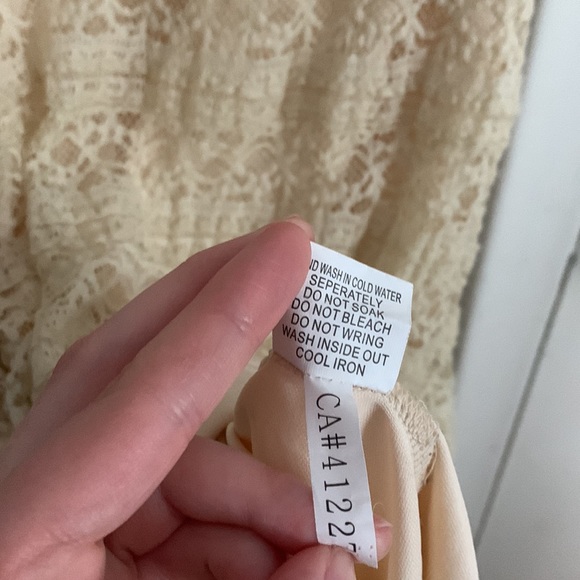 ND WASH IN COLD WATER
SEPERATELY
DO NOT SOAK
DO NOT BLEACH
DO NOT WRING
WASH INSIDE OUT
COOL IRON
CA#4122